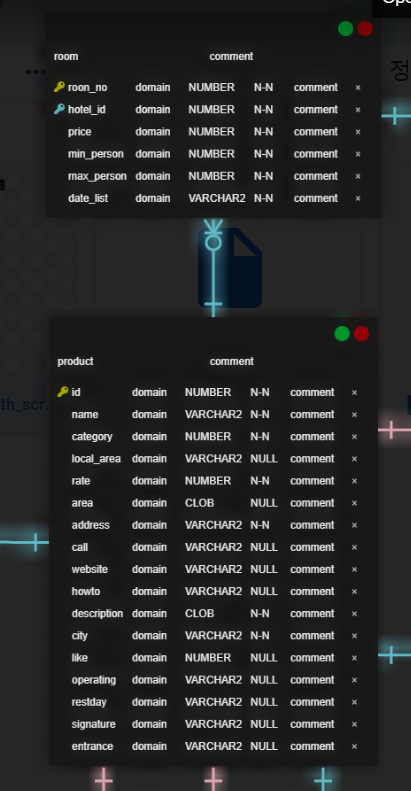 정
room comment
roon_no domain NUMBER N-N comment ×
hotel_id domain NUMBER N-N comment ×
price domain NUMBER N-N comment ×
min_person domain NUMBER N-N comment ×
max_person domain NUMBER N-N comment ×
date_list domain VARCHAR2 N-N comment ×
product comment
id domain NUMBER N-N comment ×
name domain VARCHAR2 N-N comment ×
category domain NUMBER N-N comment ×
local_area domain VARCHAR2 NULL comment ×
rate domain NUMBER N-N comment ×
area domain CLOB NULL comment ×
address domain VARCHAR2 N-N comment ×
call domain VARCHAR2 NULL comment ×
website domain VARCHAR2 NULL comment ×
howto domain VARCHAR2 NULL comment ×
description domain CLOB N-N comment ×
city domain VARCHAR2 N-N comment ×
like domain NUMBER NULL comment ×
operating domain VARCHAR2 NULL comment ×
restday domain VARCHAR2 NULL comment ×
signature domain VARCHAR2 NULL comment ×
entrance domain VARCHAR2 NULL comment ×
th_scr.